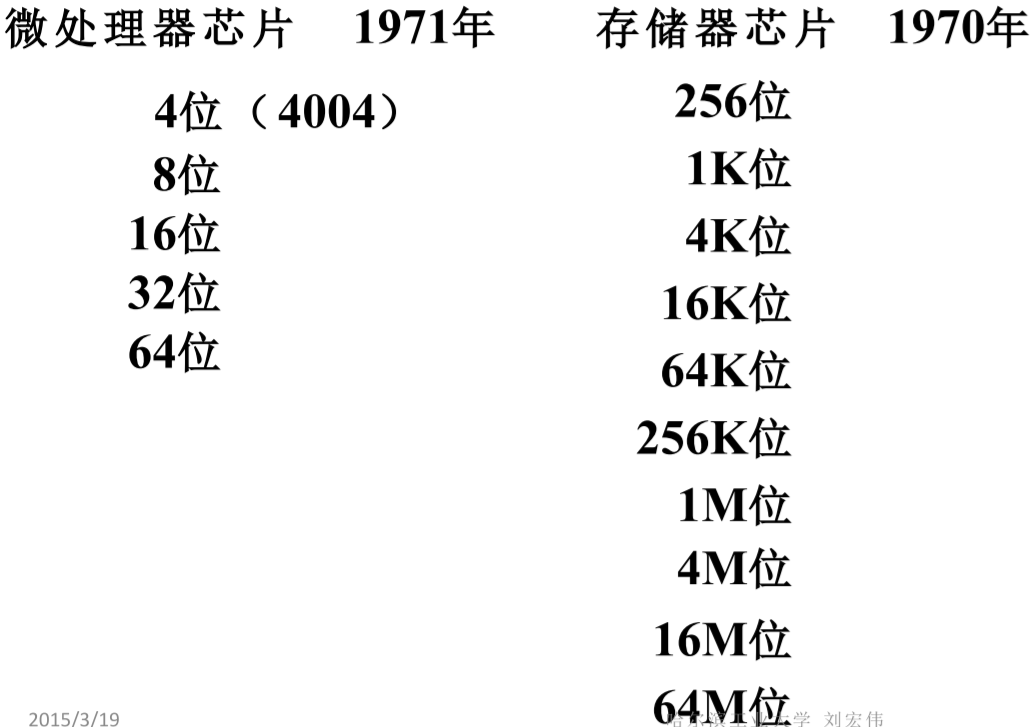 微处理器芯片 1971年
4位（4004）
8位
16位
32位
64位
存储器芯片 1970年
256位
1K位
4K位
16K位
64K位
256K位
1M位
4M位
16M位
64M位
2015/3/19
哈尔滨工业大学 刘宏伟